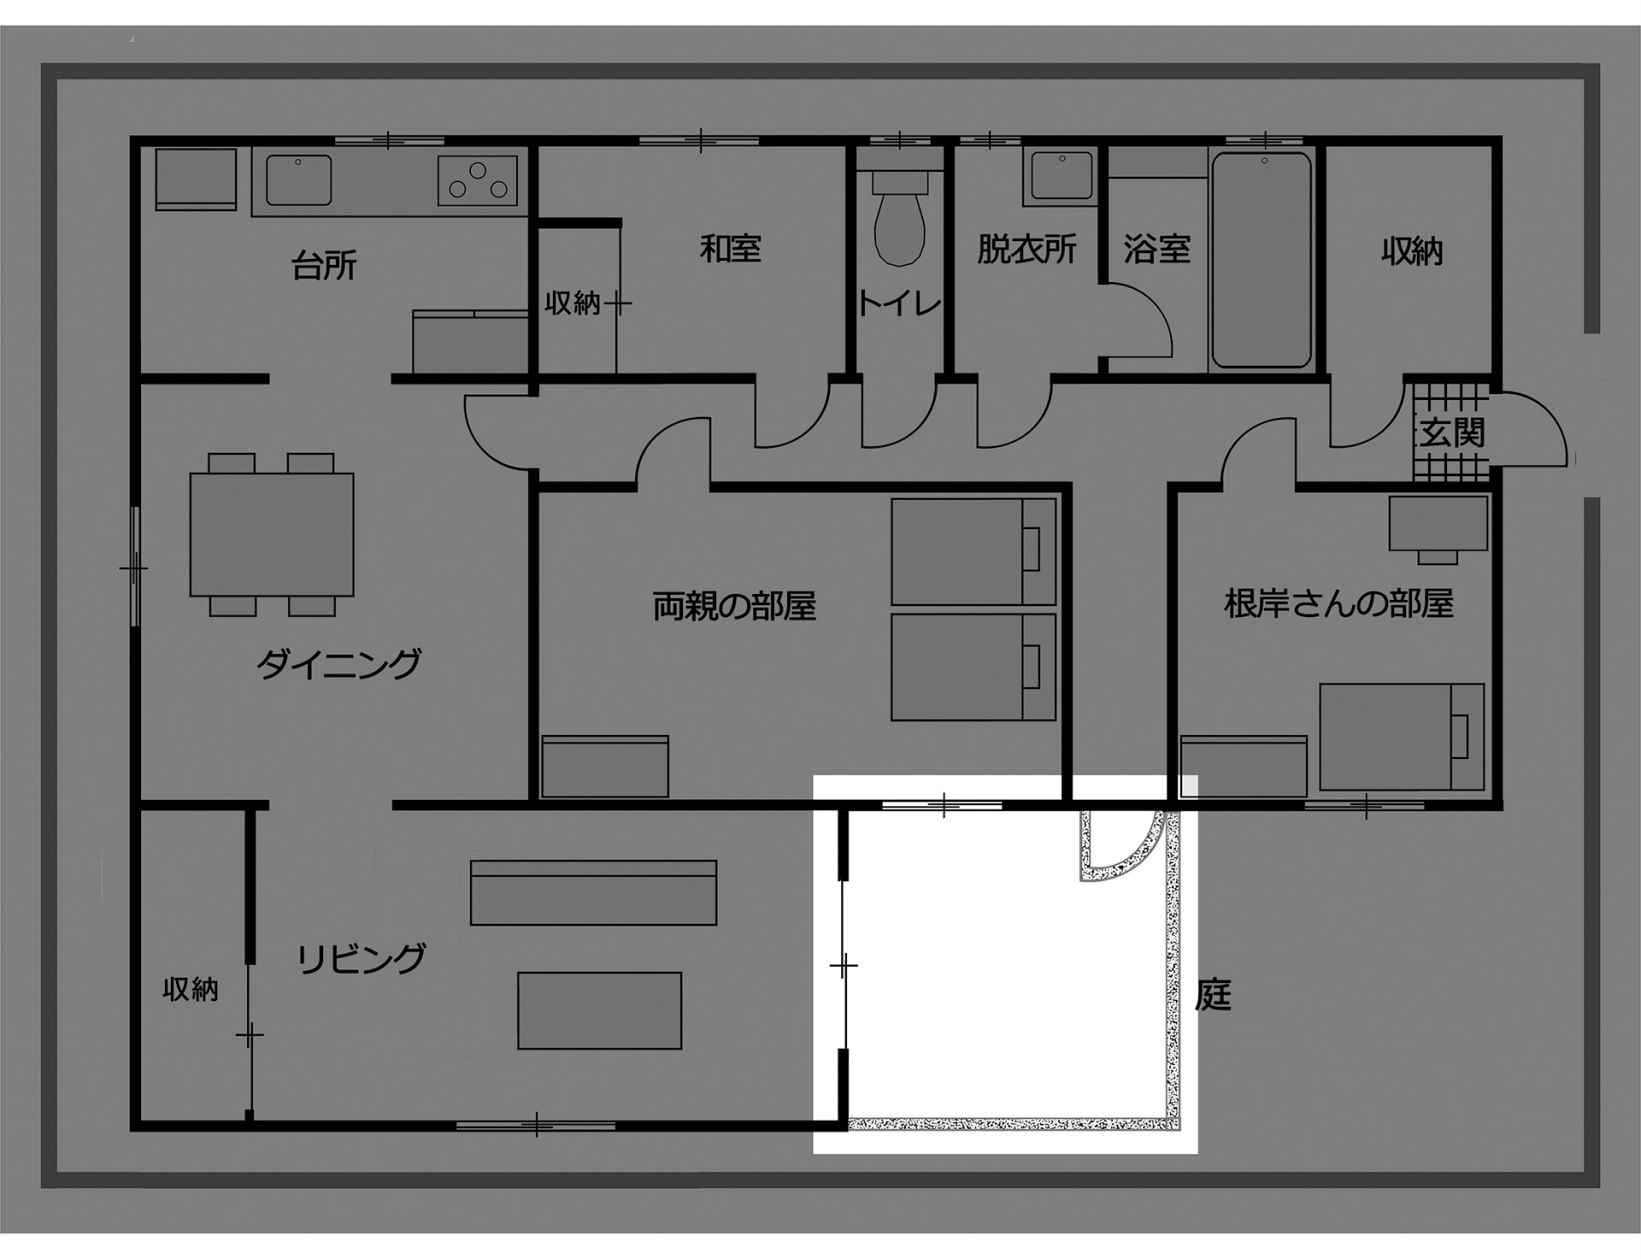 台所
和室
収納
トイレ
脱衣所
浴室
収納
玄関
両親の部屋
根岸さんの部屋
ダイニング
リビング
収納
庭